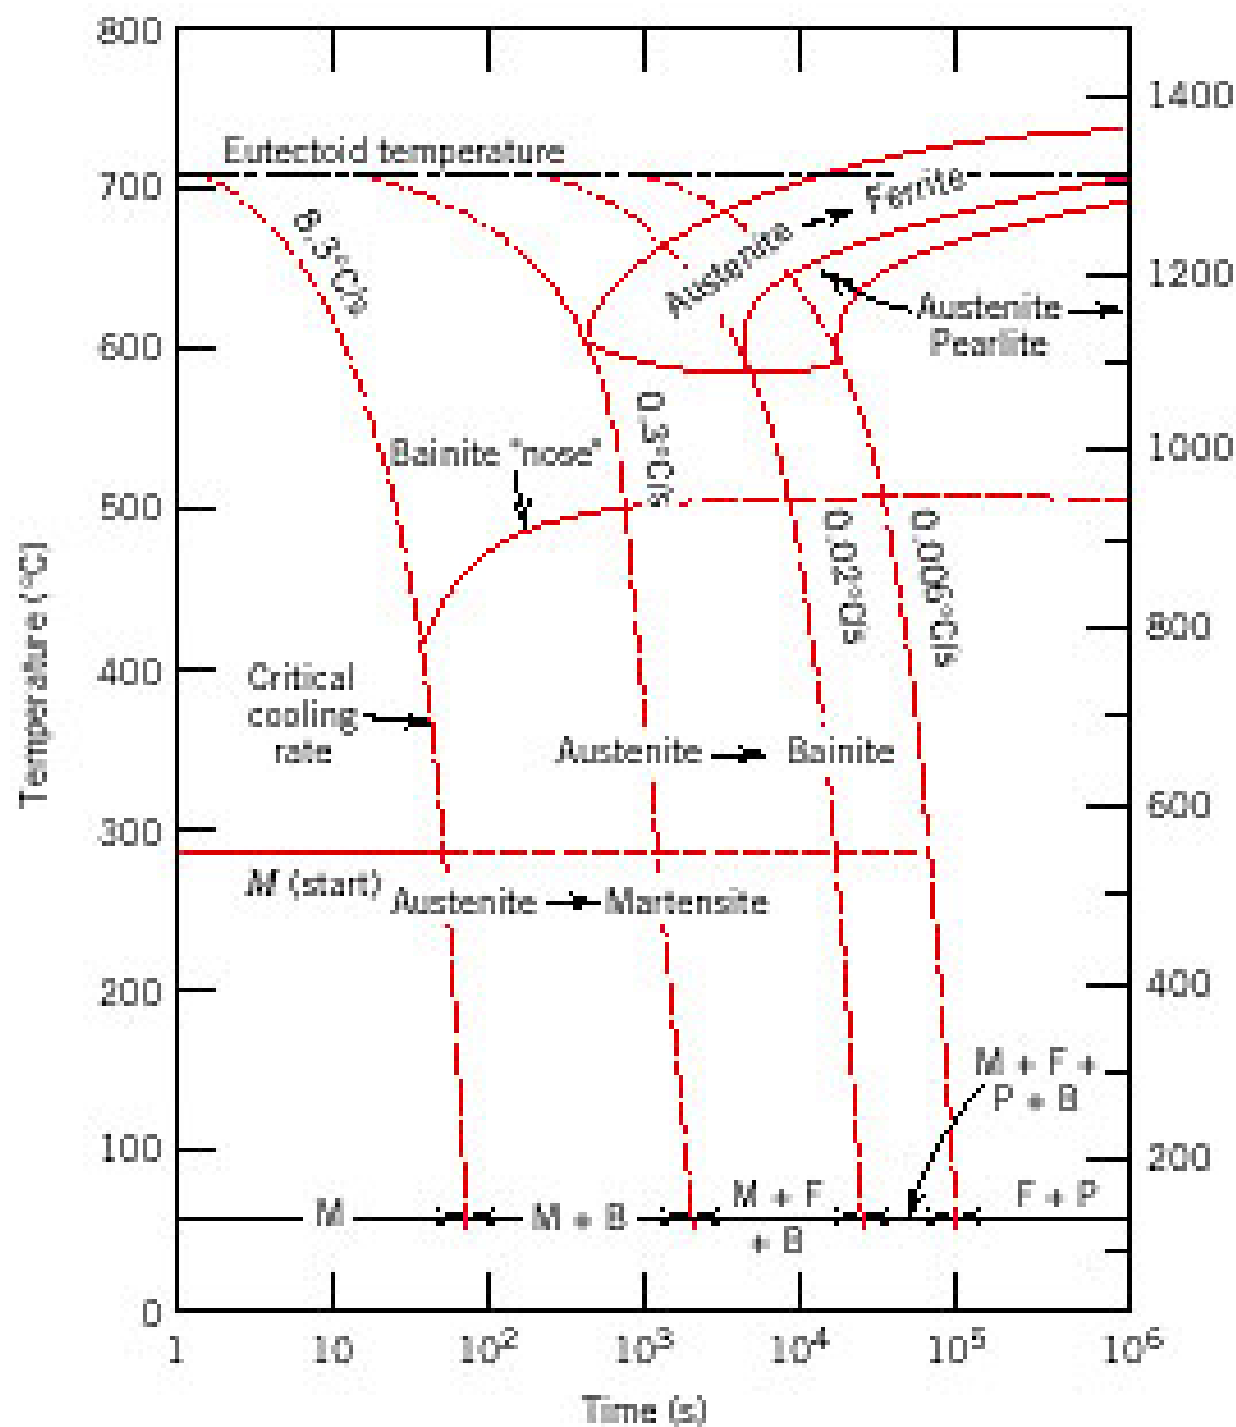 800
1400
Eutectoid temperature
700
Ferrite
8.3°C/s
Austenite
1200
Austenite
Pearlite
600
0.3°C/s
1000
Bainite "nose"
500
0.02°C/s
0.006°C/s
800
Temperature (°C)
400
Critical
cooling
rate
Austenite
Bainite
600
300
M (start)
Austenite
Martensite
200
400
M + F +
P + B
100
200
M
M + B
M + F
+ B
F + P
0
1
10
10²
10³
10⁴
10⁵
10⁶
Time (s)